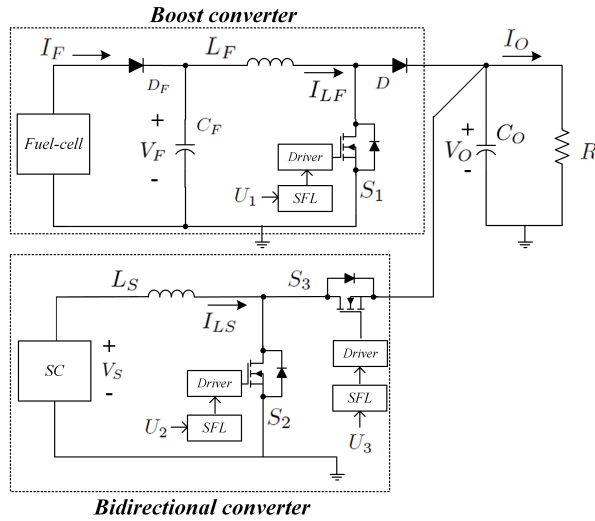 Boost converter
I_F
D_F
L_F
I_LF
D
I_O
Fuel-cell
+
V_F
-
C_F
Driver
SFL
U_1
S_1
+
V_O
-
C_O
R
L_S
I_LS
S_3
SC
+
V_S
-
Driver
SFL
U_2
S_2
Driver
SFL
U_3
Bidirectional converter